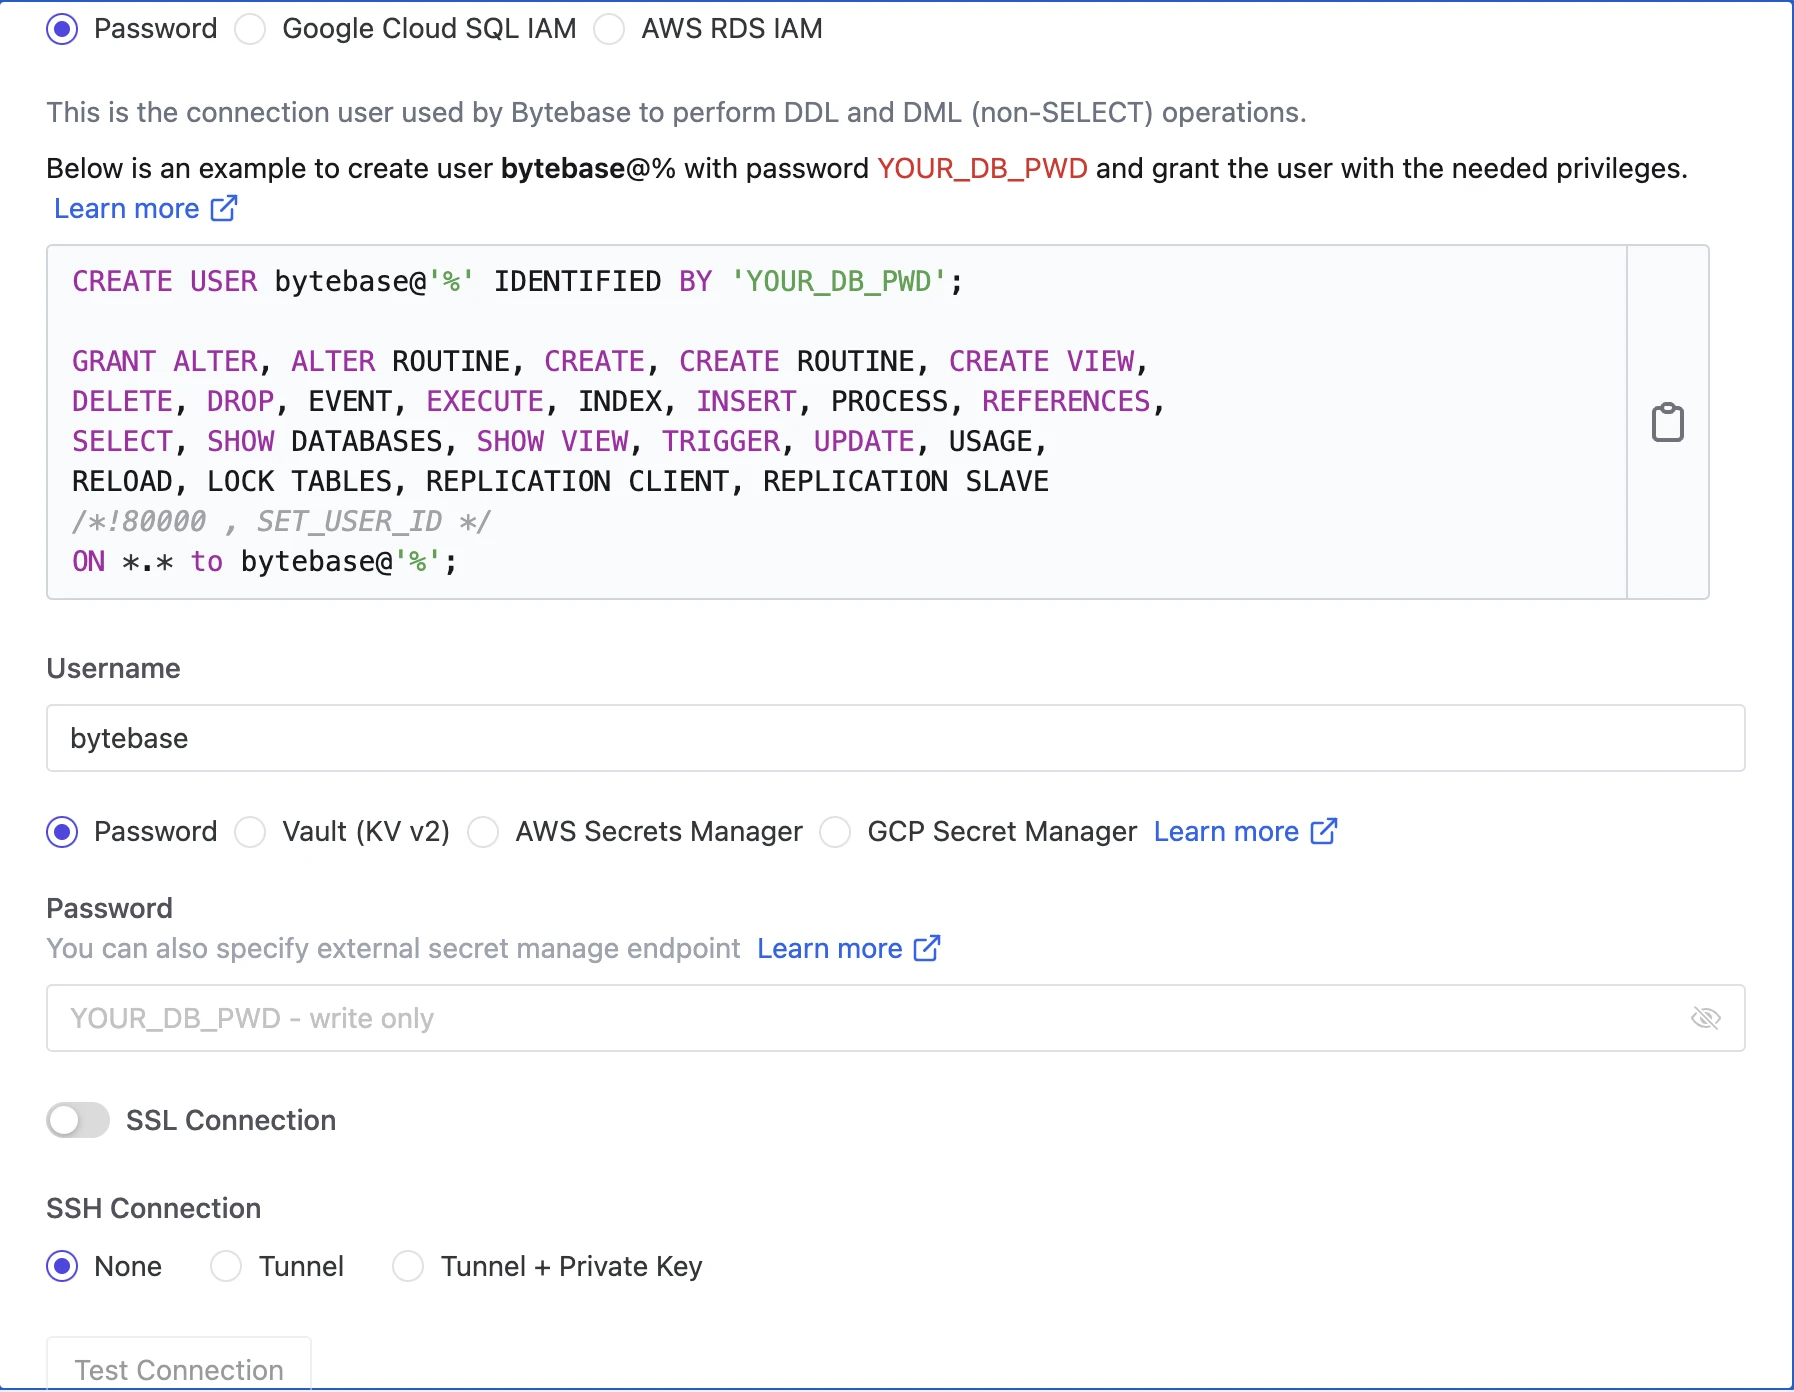 Password Google Cloud SQL IAM AWS RDS IAM
This is the connection user used by Bytebase to perform DDL and DML (non-SELECT) operations.
Below is an example to create user bytebase@% with password YOUR_DB_PWD and grant the user with the needed privileges.
Learn more
CREATE USER bytebase@'%' IDENTIFIED BY 'YOUR_DB_PWD';
GRANT ALTER, ALTER ROUTINE, CREATE, CREATE ROUTINE, CREATE VIEW,
DELETE, DROP, EVENT, EXECUTE, INDEX, INSERT, PROCESS, REFERENCES,
SELECT, SHOW DATABASES, SHOW VIEW, TRIGGER, UPDATE, USAGE,
RELOAD, LOCK TABLES, REPLICATION CLIENT, REPLICATION SLAVE
/*!80000 , SET_USER_ID */
ON *.* to bytebase@'%';
Username
bytebase
Password Vault (KV v2) AWS Secrets Manager GCP Secret Manager Learn more
Password
You can also specify external secret manage endpoint Learn more
YOUR_DB_PWD - write only
SSL Connection
SSH Connection
None Tunnel Tunnel + Private Key
Test Connection